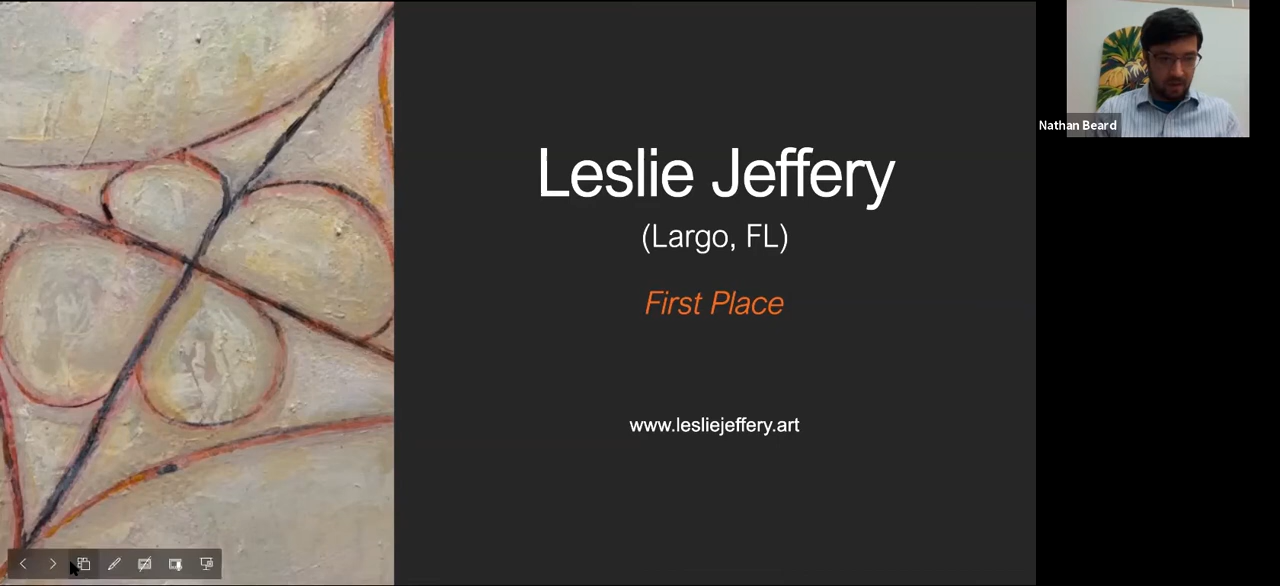 Leslie Jeffery
(Largo, FL)
First Place
www.lesliejeffery.art
Nathan Beard